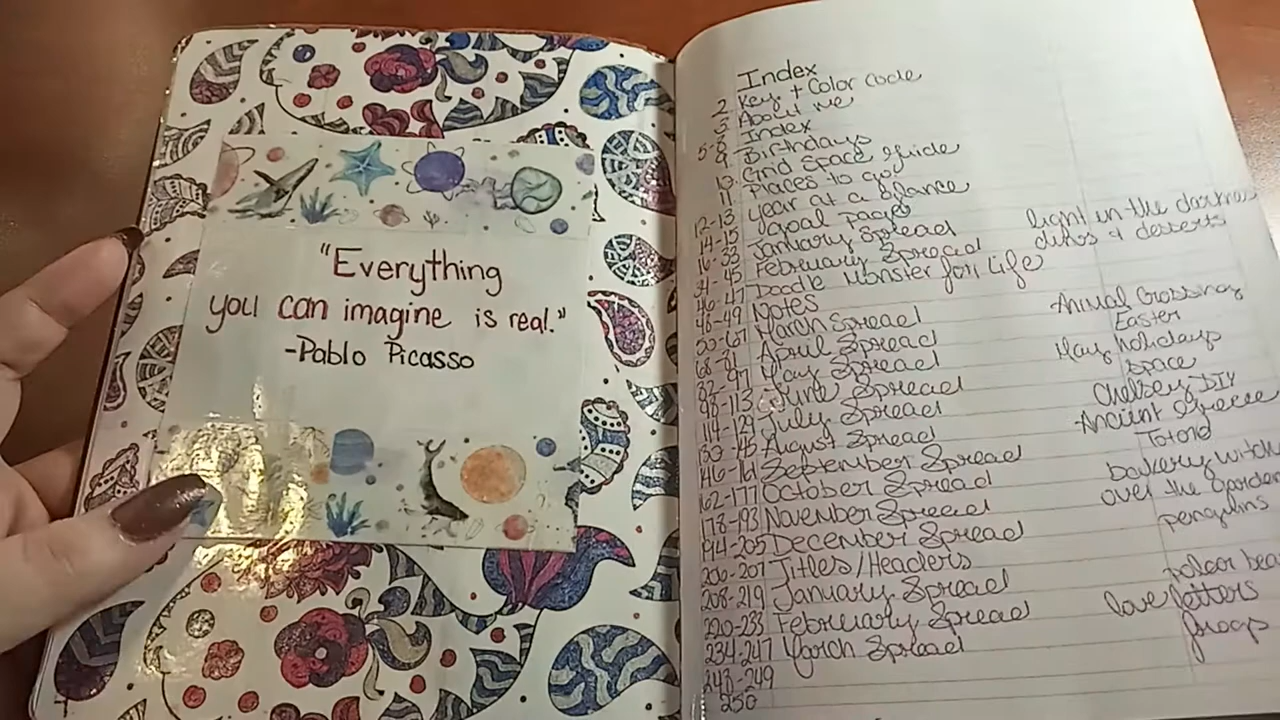 "Everything
you can imagine is real."
-Pablo Picasso
Index
2. Key + Color code
3 About me
5-8 Index
9. Birthdays
10. Grid Space guide
11. Places to go
12-13 year at a glance
14-15 goal page
16-33 January Spread light in the darkness
34-45 February Spread & desserts
46-47 Doodle Monster for Life
48-49 Notes
50-67 March Spread Animal Crossing
68-81 April Spread Easter
82-97 May Spread May holidays
98-113 June Spread space
114-129 July Spread Chelsey DIY
130-145 August Spread Ancient Greece
146-161 September Spread Totoro
162-177 October Spread bakery witch
178-193 November Spread over the garden
194-205 December Spread penguins
206-207 Titles/Headers
208-219 January Spread polar bea
220-233 February Spread love letters
234-247 March Spread frogs
248-249
250